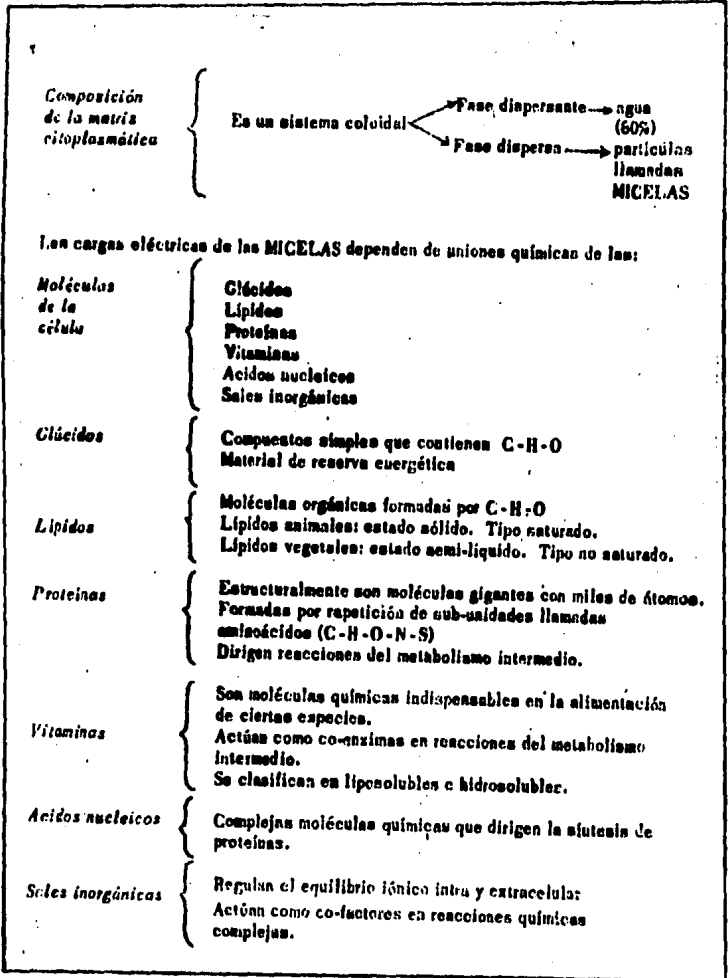 Composición
de la matriz
citoplasmática
Es un sistema coloidal
Fase dispersante
agua
(60%)
Fase dispersa
partículas
llamadas
MICELAS
Las cargas eléctricas de las MICELAS dependen de uniones químicas de las:
Moléculas
de la
célula
Glúcidos
Lípidos
Proteínas
Vitaminas
Acidos nucleicos
Sales inorgánicas
Glúcidos
Compuestos simples que contienen C-H-O
Material de reserva energética
Lípidos
Moléculas orgánicas formadas por C-H-O
Lípidos animales: estado sólido. Tipo saturado.
Lípidos vegetales: estado semi-líquido. Tipo no saturado.
Proteínas
Estructuralmente son moléculas gigantes con miles de átomos.
Formadas por repetición de sub-unidades llamadas
aminoácidos (C-H-O-N-S)
Dirigen reacciones del metabolismo intermedio.
Vitaminas
Son moléculas químicas indispensables en la alimentación
de ciertas especies.
Actúan como co-enzimas en reacciones del metabolismo
intermedio.
Se clasifican en liposolubles e hidrosolubles.
Acidos nucleicos
Complejas moléculas químicas que dirigen la síntesis de
proteínas.
Sales inorgánicas
Regulan el equilibrio iónico intra y extracelular
Actúan como co-factores en reacciones químicas
complejas.